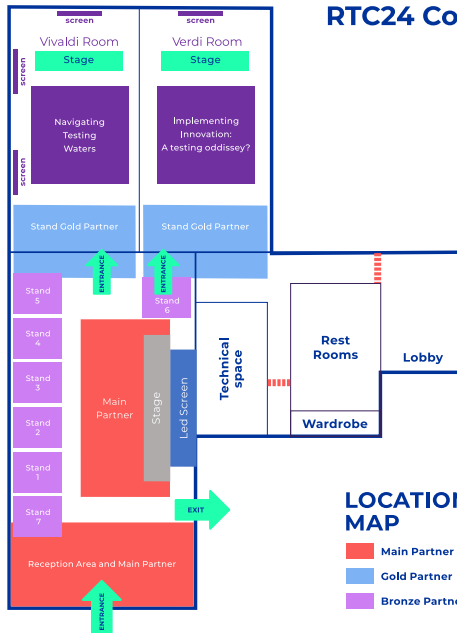 RTC24 Co
screen
screen
Vivaldi Room
Verdi Room
Stage
Stage
screen
screen
Navigating
Testing
Waters
Implementing
Innovation:
A testing oddissey?
Stand Gold Partner
Stand Gold Partner
ENTRANCE
ENTRANCE
Stand
5
Stand
6
Stand
4
Stand
3
Stand
2
Stand
1
Stand
7
Main
Partner
Stage
Led Screen
Technical
space
Rest
Rooms
Lobby
Wardrobe
EXIT
Reception Area and Main Partner
ENTRANCE
LOCATION
MAP
Main Partner
Gold Partner
Bronze Partne